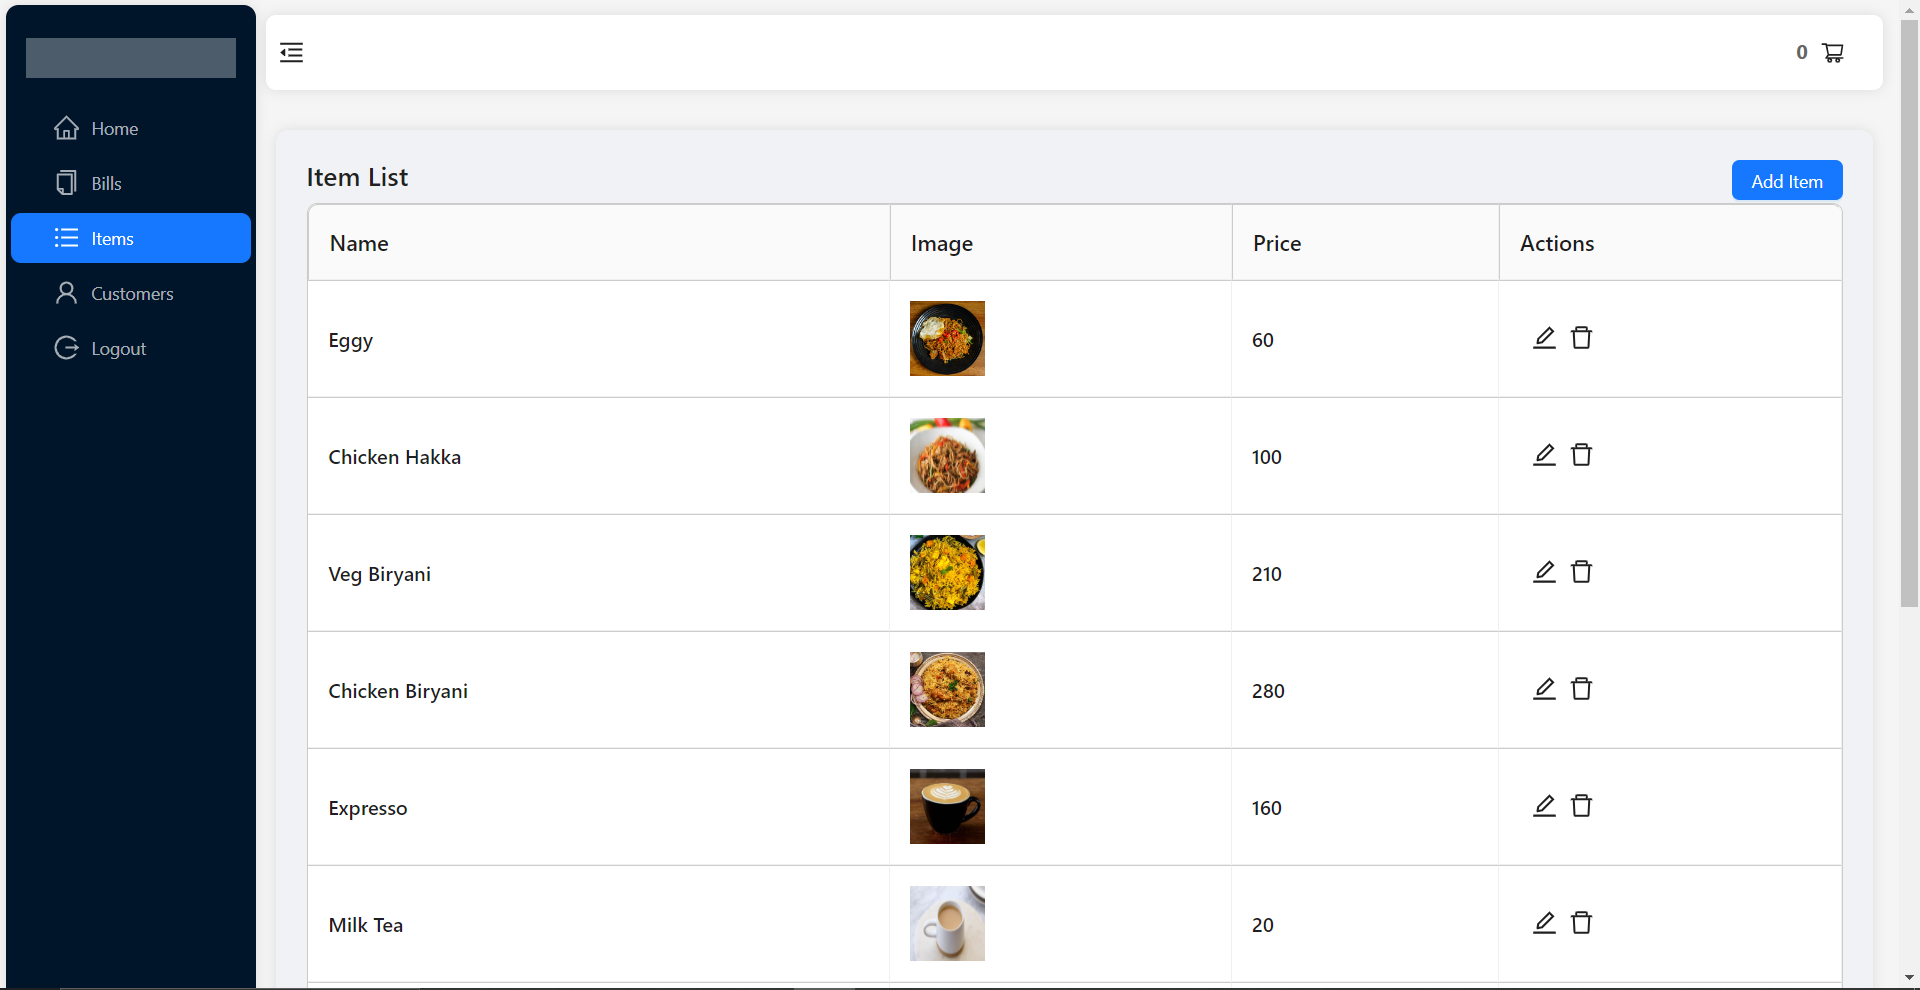 0
Home
Bills
Items
Customers
Logout
Item List
Add Item
Name Image Price Actions
Eggy 60
Chicken Hakka 100
Veg Biryani 210
Chicken Biryani 280
Expresso 160
Milk Tea 20